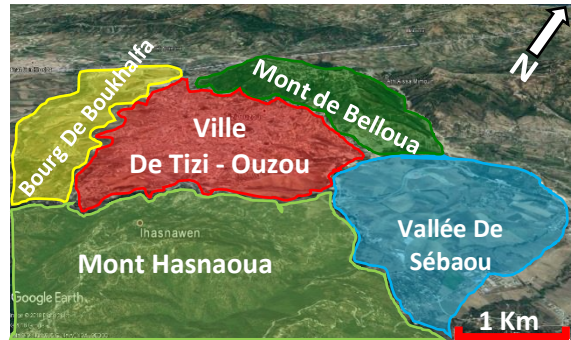 N
Mont de Belloua
Bourg De Boukhalfa
Ville
De Tizi - Ouzou
Vallée De
Sébaou
Ihasnawen
Mont Hasnaoua
Google Earth
1 Km